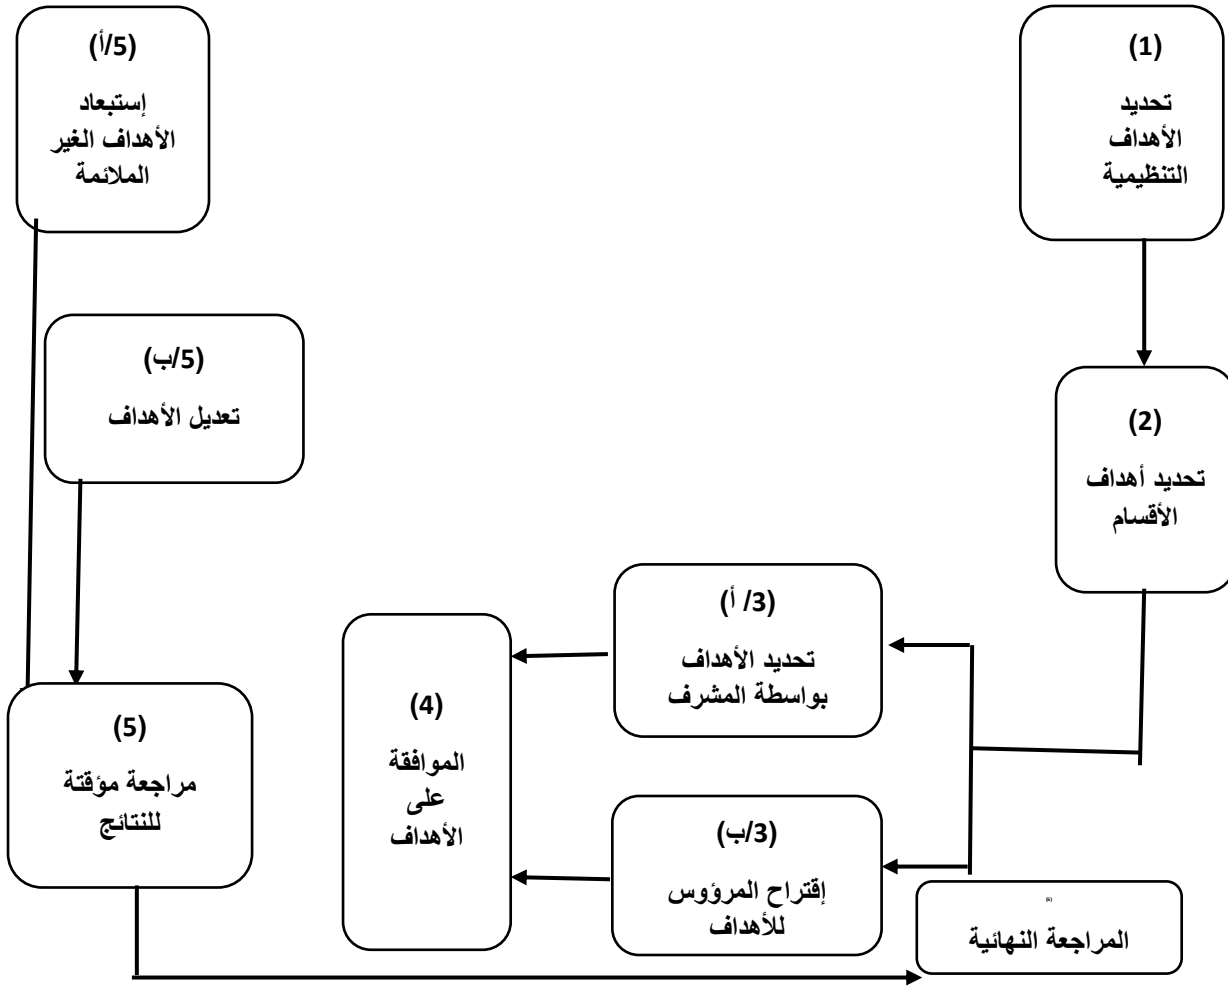 (1)
تحديد
الأهداف
التنظيمية
(2)
تحديد أهداف
الأقسام
(3/ أ)
تحديد الأهداف
بواسطة المشرف
(3/ب)
إقتراح المرؤوس
للأهداف
(4)
الموافقة
على
الأهداف
(5/أ)
إستبعاد
الأهداف الغير
الملائمة
(5/ب)
تعديل الأهداف
(5)
مراجعة مؤقتة
للنتائج
المراجعة النهائية